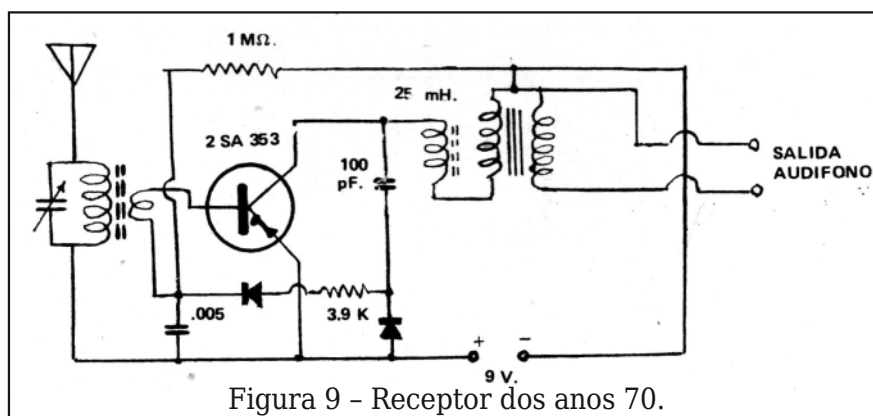 1 MΩ.
25 mH.
2 SA 353
100
pF.
SALIDA
AUDIFONO
.005
3.9 K
+ -
9 V.
Figura 9 – Receptor dos anos 70.